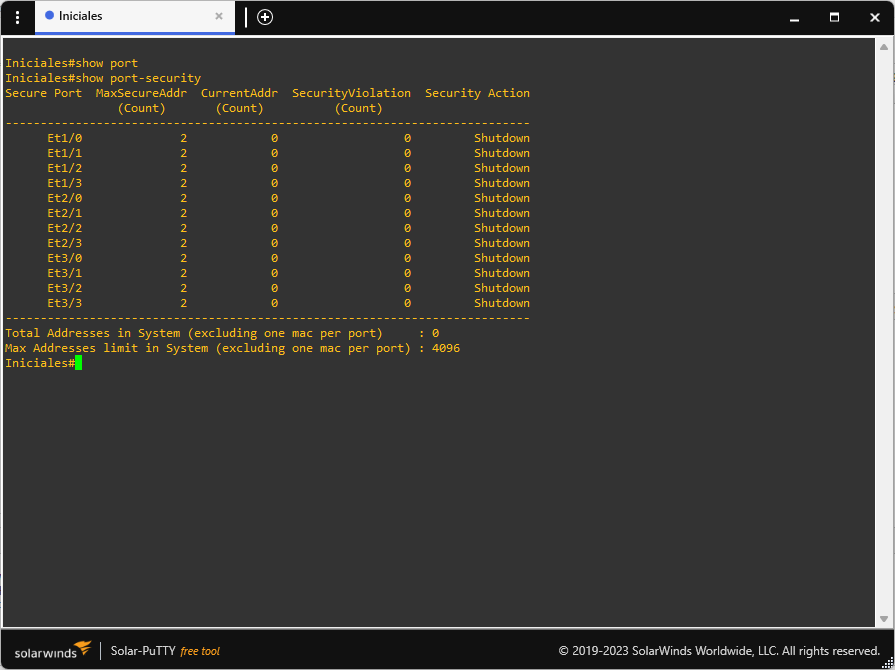 Iniciales
Iniciales#show port
Iniciales#show port-security
Secure Port  MaxSecureAddr  CurrentAddr  SecurityViolation  Security Action
                (Count)       (Count)          (Count)
---------------------------------------------------------------------------
      Et1/0              2            0                  0         Shutdown
      Et1/1              2            0                  0         Shutdown
      Et1/2              2            0                  0         Shutdown
      Et1/3              2            0                  0         Shutdown
      Et2/0              2            0                  0         Shutdown
      Et2/1              2            0                  0         Shutdown
      Et2/2              2            0                  0         Shutdown
      Et2/3              2            0                  0         Shutdown
      Et3/0              2            0                  0         Shutdown
      Et3/1              2            0                  0         Shutdown
      Et3/2              2            0                  0         Shutdown
      Et3/3              2            0                  0         Shutdown
---------------------------------------------------------------------------
Total Addresses in System (excluding one mac per port)     : 0
Max Addresses limit in System (excluding one mac per port) : 4096
Iniciales#
solarwinds | Solar-PuTTY free tool © 2019-2023 SolarWinds Worldwide, LLC. All rights reserved.